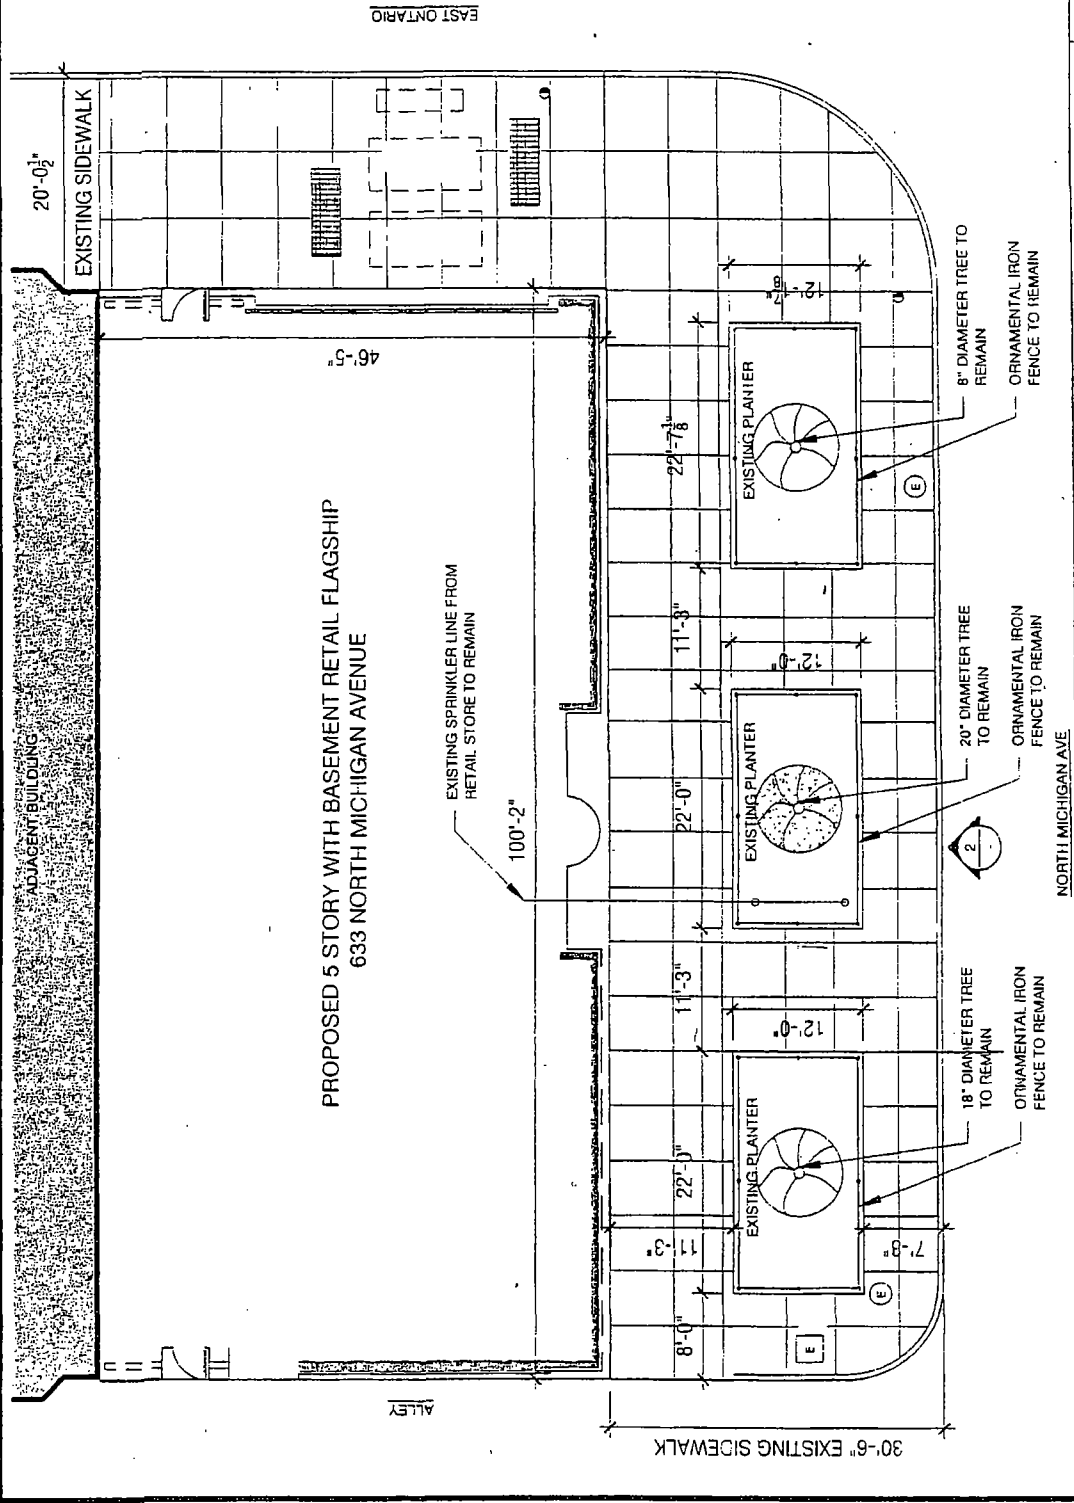 EAST ONTARIO
20'-0½"
EXISTING SIDEWALK
ADJACENT BUILDING
46'-5"
PROPOSED 5 STORY WITH BASEMENT RETAIL FLAGSHIP
633 NORTH MICHIGAN AVENUE
EXISTING SPRINKLER LINE FROM
RETAIL STORE TO REMAIN
100'-2"
ALLEY
30'-6" EXISTING SIDEWALK
8'-0"
22'-0"
11'-3"
22'-0"
11'-3"
22'-7⅛"
11'-3"
7'-8"
12'-0"
12'-0"
12'-1⅞"
EXISTING PLANTER
EXISTING PLANTER
EXISTING PLANTER
E
E
E
18" DIAMETER TREE
TO REMAIN
ORNAMENTAL IRON
FENCE TO REMAIN
20" DIAMETER TREE
TO REMAIN
ORNAMENTAL IRON
FENCE TO REMAIN
8" DIAMETER TREE TO
REMAIN
ORNAMENTAL IRON
FENCE TO REMAIN
2
NORTH MICHIGAN AVE